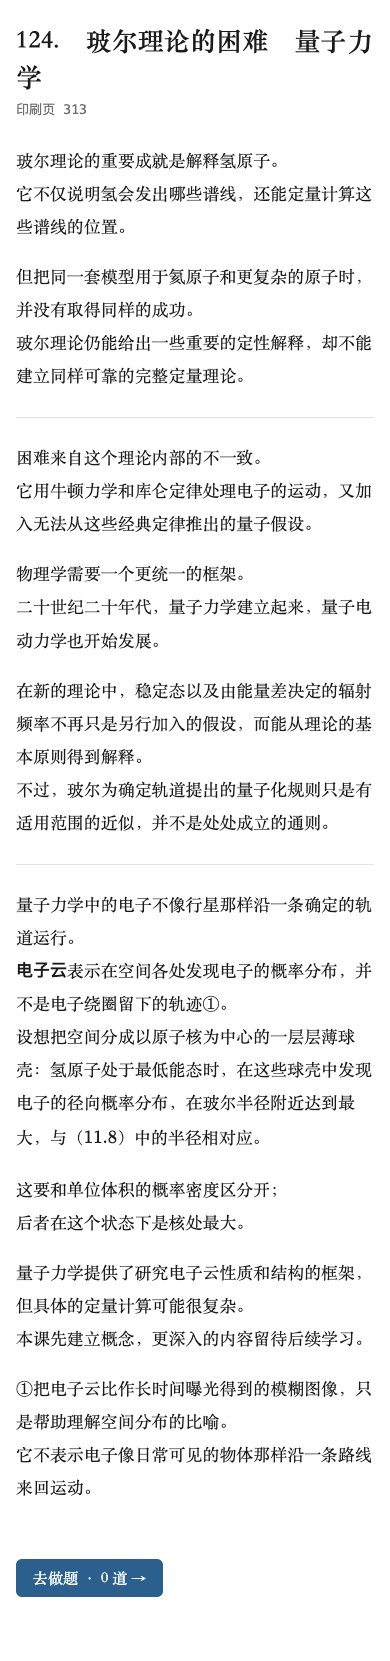 124. 玻尔理论的困难 量子力
学
印刷页 313
玻尔理论的重要成就是解释氢原子。
它不仅说明氢会发出哪些谱线，还能定量计算这
些谱线的位置。
但把同一套模型用于氦原子和更复杂的原子时，
并没有取得同样的成功。
玻尔理论仍能给出一些重要的定性解释，却不能
建立同样可靠的完整定量理论。
困难来自这个理论内部的不一致。
它用牛顿力学和库仑定律处理电子的运动，又加
入无法从这些经典定律推出的量子假设。
物理学需要一个更统一的框架。
二十世纪二十年代，量子力学建立起来，量子电
动力学也开始发展。
在新的理论中，稳定态以及由能量差决定的辐射
频率不再只是另行加入的假设，而能从理论的基
本原则得到解释。
不过，玻尔为确定轨道提出的量子化规则只是有
适用范围的近似，并不是处处成立的通则。
量子力学中的电子不像行星那样沿一条确定的轨
道运行。
电子云表示在空间各处发现电子的概率分布，并
不是电子绕圈留下的轨迹①。
设想把空间分成以原子核为中心的一层层薄球
壳：氢原子处于最低能态时，在这些球壳中发现
电子的径向概率分布，在玻尔半径附近达到最
大，与（11.8）中的半径相对应。
这要和单位体积的概率密度区分开；
后者在这个状态下是核处最大。
量子力学提供了研究电子云性质和结构的框架，
但具体的定量计算可能很复杂。
本课先建立概念，更深入的内容留待后续学习。
①把电子云比作长时间曝光得到的模糊图像，只
是帮助理解空间分布的比喻。
它不表示电子像日常可见的物体那样沿一条路线
来回运动。
去做题 · 0 道 →